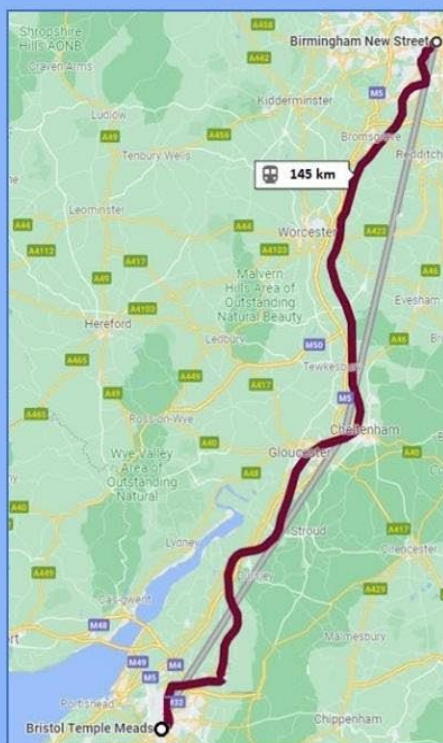 Shropshire
Hills AONB
A458
Birmingham New Street
Craven Arms
A442
M5
Kidderminster
Ludlow
A49
A456
Bromsgrove
Redditch
Tenbury Wells
145 km
Leominster
A44
A44
Worcester
A422
A4112
A417
A4103
A46
Malvern
Hills Area of
Outstanding
Natural Beauty
Evesham
A49
A4103
Hereford
Ledbury
M50
A46
A465
Tewkesbury
A449
A417
M5
A49
A465
Ross-on-Wye
Cheltenham
A40
Gloucester
A40
Wye Valley
Area of
Outstanding
Natural
A48
A40
Lydney
Stroud
A417
Cirencester
A449
Dursley
A429
M48
Malmesbury
M49
M4
M5
Portishead
M32
Bristol Temple Meads
Chippenham